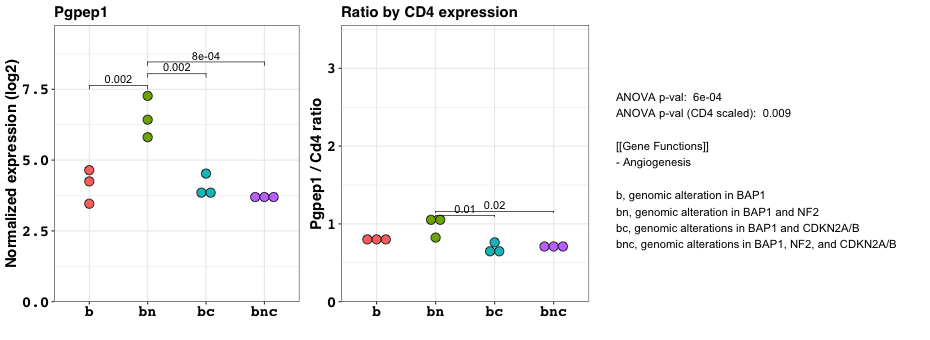 Pgpep1
Normalized expression (log2)
7.5
5.0
2.5
0.0
0.002
0.002
8e-04
b
bn
bc
bnc
Ratio by CD4 expression
Pgpep1 / Cd4 ratio
3
2
1
0
0.01
0.02
b
bn
bc
bnc
ANOVA p-val:  6e-04
ANOVA p-val (CD4 scaled):  0.009
[[Gene Functions]]
- Angiogenesis
b, genomic alteration in BAP1
bn, genomic alteration in BAP1 and NF2
bc, genomic alterations in BAP1 and CDKN2A/B
bnc, genomic alterations in BAP1, NF2, and CDKN2A/B